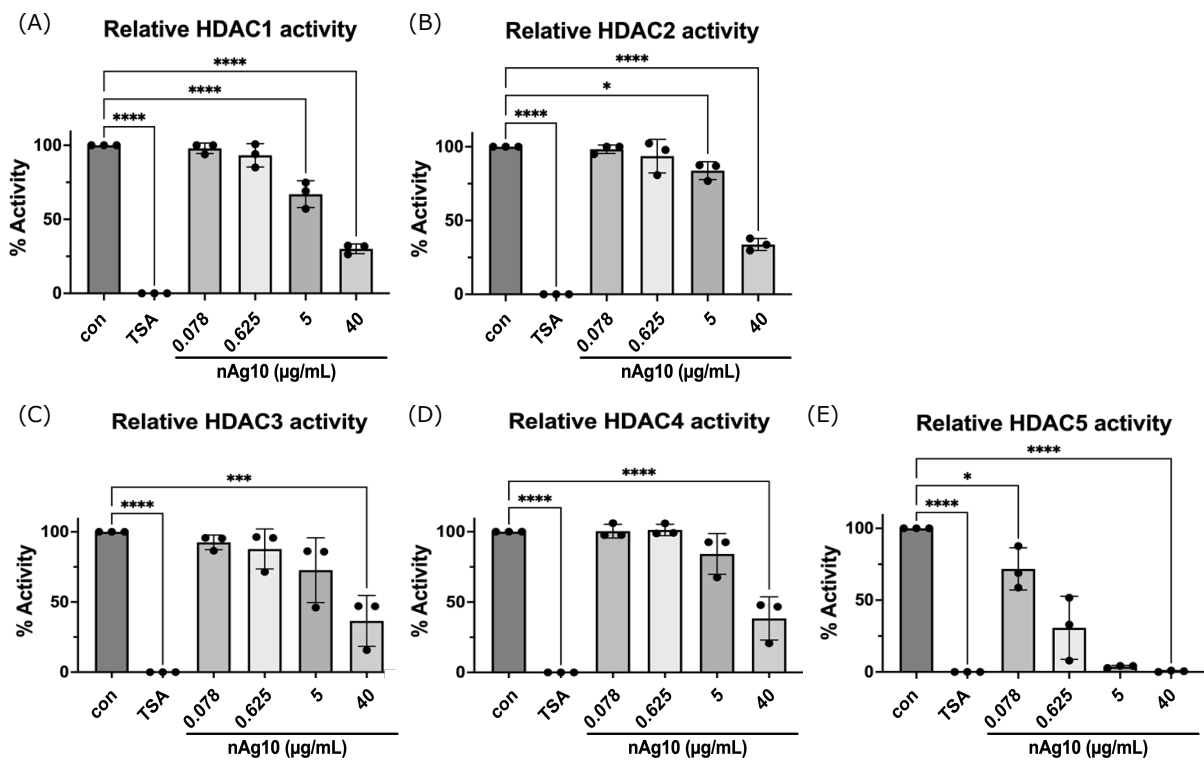 (A)
Relative HDAC1 activity
****
****
****
% Activity
100
50
0
con
TSA
0.078
0.625
5
40
nAg10 (µg/mL)
(B)
Relative HDAC2 activity
****
*
****
% Activity
100
50
0
con
TSA
0.078
0.625
5
40
nAg10 (µg/mL)
(C)
Relative HDAC3 activity
***
****
% Activity
100
50
0
con
TSA
0.078
0.625
5
40
nAg10 (µg/mL)
(D)
Relative HDAC4 activity
****
****
% Activity
100
50
0
con
TSA
0.078
0.625
5
40
nAg10 (µg/mL)
(E)
Relative HDAC5 activity
****
*
****
% Activity
100
50
0
con
TSA
0.078
0.625
5
40
nAg10 (µg/mL)